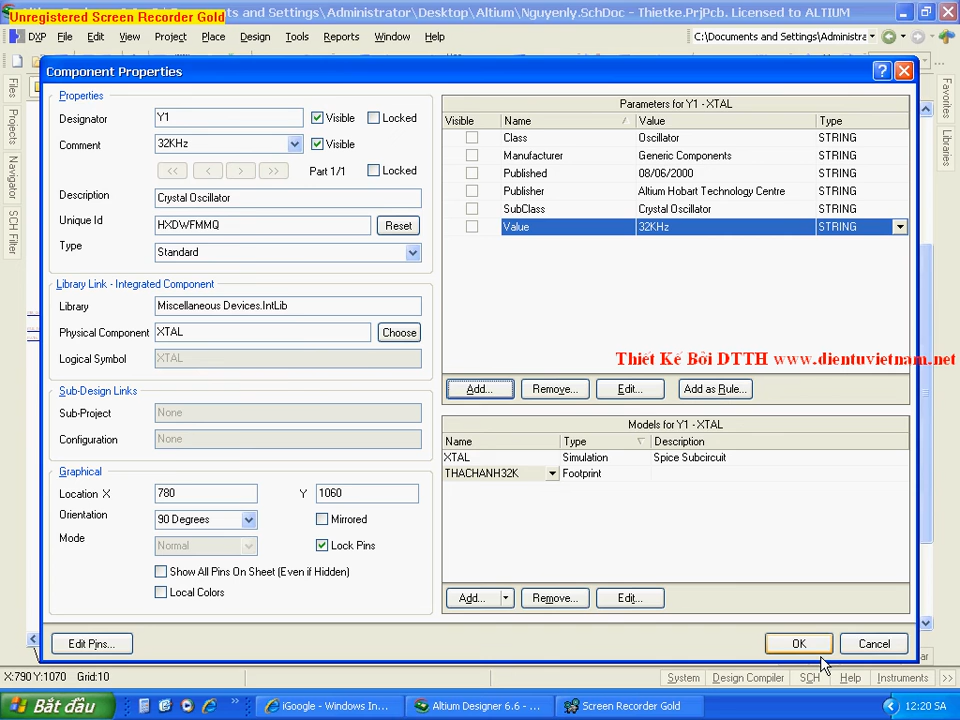 Unregistered Screen Recorder Gold
s and Settings\Administrator\Desktop\Altium\Nguyenly.SchDoc - Thietke.PrjPcb. Licensed to ALTIUM
DXP File Edit View Project Place Design Tools Reports Window Help
C:\Documents and Settings\Administra
Files
Projects
Navigator
SCH Filter
Favorites
Libraries
Component Properties
Properties
Designator Y1 Visible Locked
Comment 32KHz Visible
<< < > >> Part 1/1 Locked
Description Crystal Oscillator
Unique Id HXDWFMMQ Reset
Type Standard
Library Link - Integrated Component
Library Miscellaneous Devices.IntLib
Physical Component XTAL Choose
Logical Symbol XTAL
Sub-Design Links
Sub-Project None
Configuration None
Graphical
Location X 780 Y 1060
Orientation 90 Degrees Mirrored
Mode Normal Lock Pins
Show All Pins On Sheet (Even if Hidden)
Local Colors
Parameters for Y1 - XTAL
Visible Name Value Type
Class Oscillator STRING
Manufacturer Generic Components STRING
Published 08/06/2000 STRING
Publisher Altium Hobart Technology Centre STRING
SubClass Crystal Oscillator STRING
Value 32KHz STRING
Thiết Kế Bởi DTTH www.dientuvietnam.net
Add... Remove... Edit... Add as Rule...
Models for Y1 - XTAL
Name Type Description
XTAL Simulation Spice Subcircuit
THACHANH32K Footprint
Add... Remove... Edit...
Edit Pins... OK Cancel
X:790 Y:1070 Grid:10
System Design Compiler SCH Help Instruments >>
Bắt đầu
iGoogle - Windows In...
Altium Designer 6.6 - ...
Screen Recorder Gold
12:20 SA